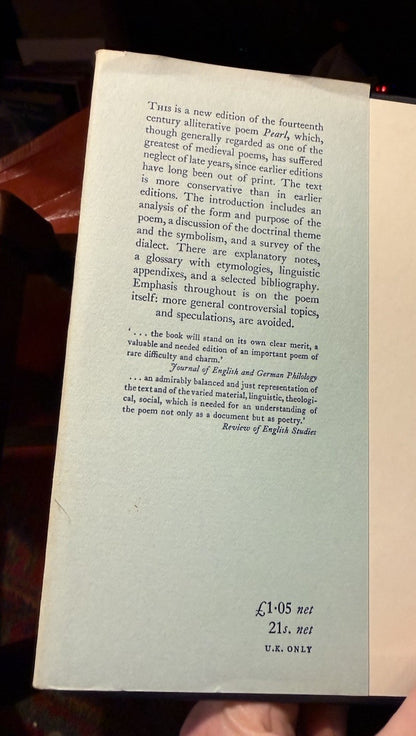 THIS is a new edition of the fourteenth
century alliterative poem Pearl, which,
though generally regarded as one of the
greatest of medieval poems, has suffered
neglect of late years, since earlier editions
have long been out of print. The text
is more conservative than in earlier
editions. The introduction includes an
analysis of the form and purpose of the
poem, a discussion of the doctrinal theme
and the symbolism, and a survey of the
dialect. There are explanatory notes,
a glossary with etymologies, linguistic
appendixes, and a selected bibliography.
Emphasis throughout is on the poem
itself: more general controversial topics,
and speculations, are avoided.
‘. . . the book will stand on its own clear merit, a
valuable and needed edition of an important poem of
rare difficulty and charm.’
Journal of English and German Philology
. . . an admirably balanced and just representation of
the text and of the varied material, linguistic, theologi-
cal, social, which is needed for an understanding of
the poem not only as a document but as poetry.’
Review of English Studies
£1·05 net
21s. net
U.K. ONLY